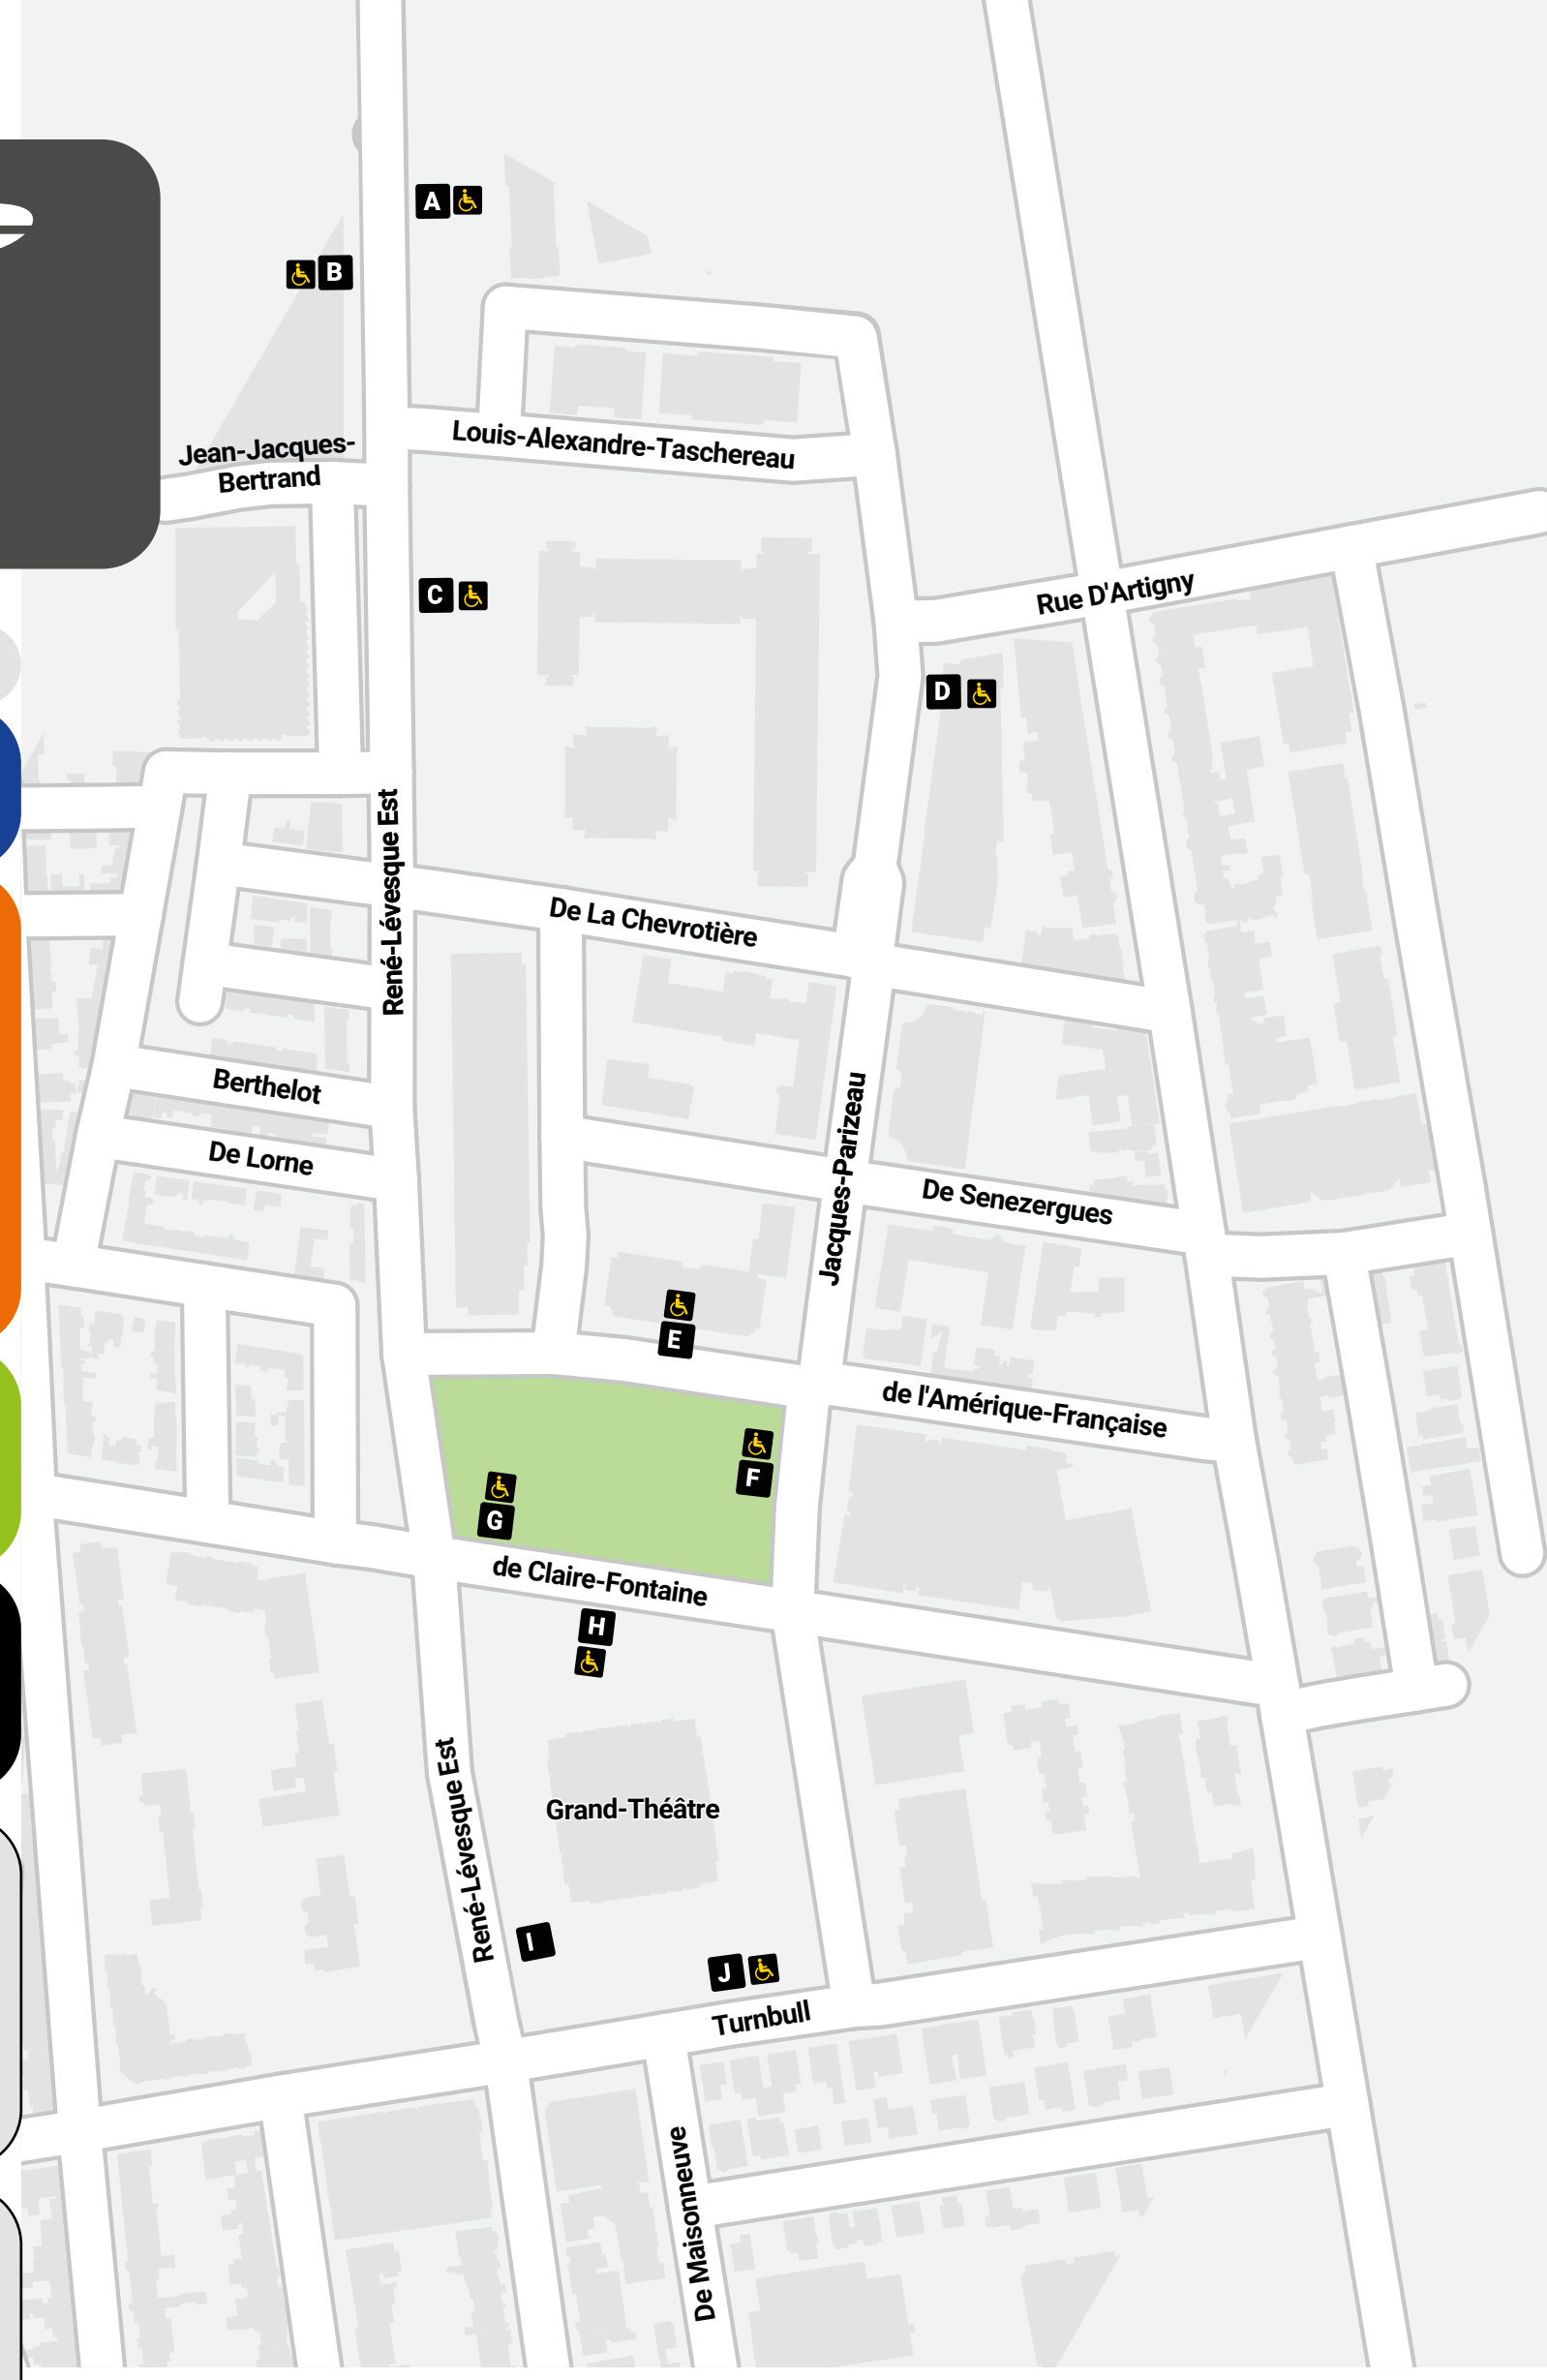 A
B
Jean-Jacques-
Bertrand
Louis-Alexandre-Taschereau
C
Rue D'Artigny
D
René-Lévesque Est
De La Chevrotière
Berthelot
De Lorne
Jacques-Parizeau
De Senezergues
E
de l'Amérique-Française
F
G
de Claire-Fontaine
H
René-Lévesque Est
Grand-Théâtre
I
J
Turnbull
De Maisonneuve